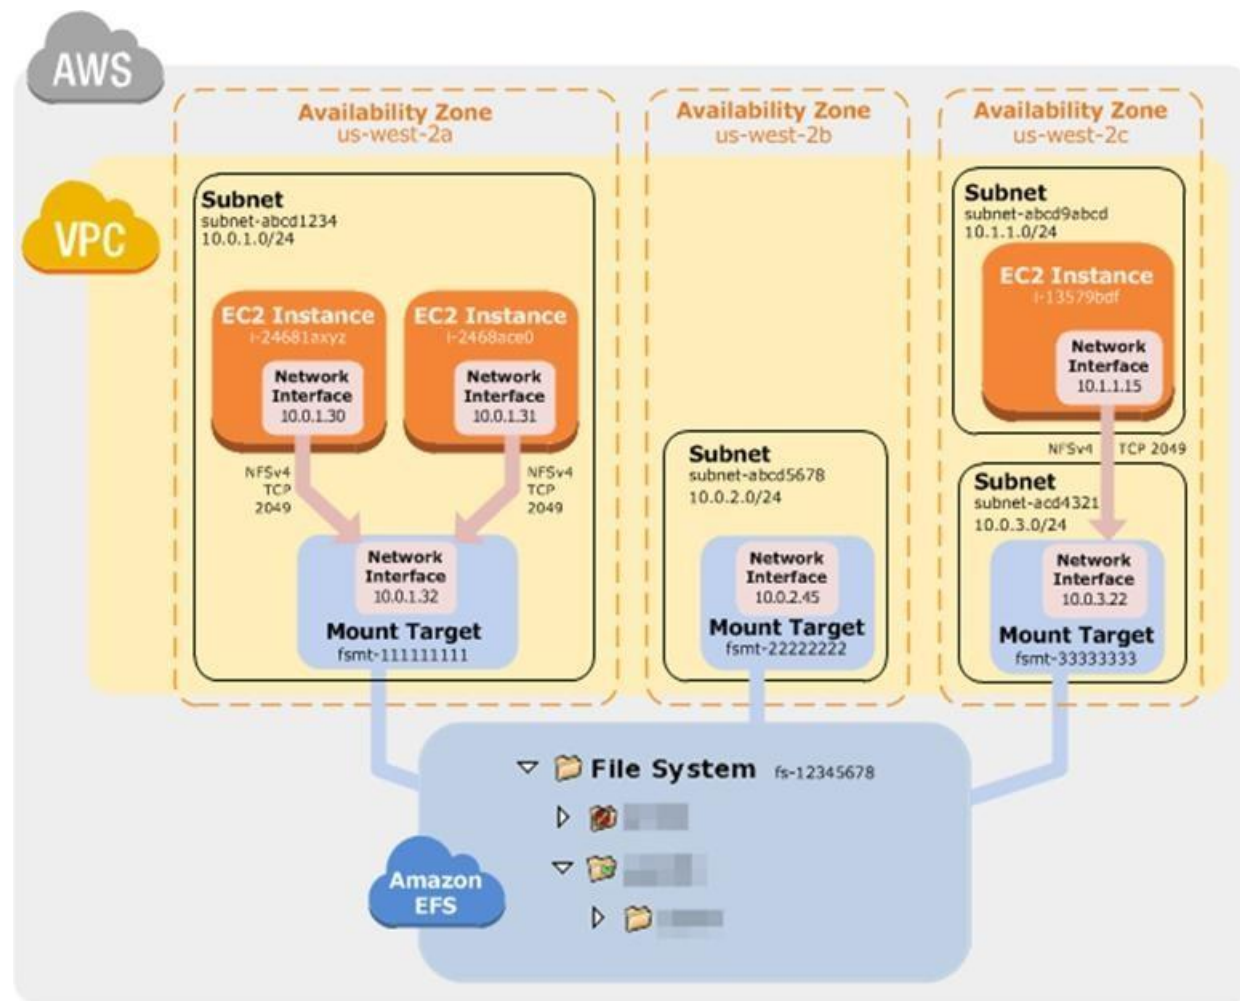 AWS
Availability Zone
us-west-2a
Availability Zone
us-west-2b
Availability Zone
us-west-2c
VPC
Subnet
subnet-abcd1234
10.0.1.0/24
EC2 Instance
i-24681axyz
Network
Interface
10.0.1.30
EC2 Instance
i-2468ace0
Network
Interface
10.0.1.31
NFSv4
TCP
2049
NFSv4
TCP
2049
Network
Interface
10.0.1.32
Mount Target
fsmt-111111111
Subnet
subnet-abcd5678
10.0.2.0/24
Network
Interface
10.0.2.45
Mount Target
fsmt-22222222
Subnet
subnet-abcd9abcd
10.1.1.0/24
EC2 Instance
i-13579bdf
Network
Interface
10.1.1.15
NFSv4 TCP 2049
Subnet
subnet-acd4321
10.0.3.0/24
Network
Interface
10.0.3.22
Mount Target
fsmt-33333333
File System fs-12345678
Amazon
EFS